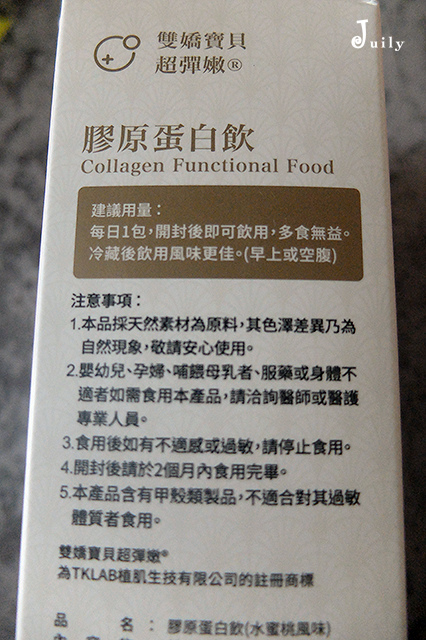 Juily
雙嬌寶貝
超彈嫩®
膠原蛋白飲
Collagen Functional Food
建議用量：
每日1包，開封後即可飲用，多食無益。
冷藏後飲用風味更佳。(早上或空腹)
注意事項：
1.本品採天然素材為原料，其色澤差異乃為
自然現象，敬請安心使用。
2.嬰幼兒、孕婦、哺餵母乳者、服藥或身體不
適者如需食用本產品，請洽詢醫師或醫護
專業人員。
3.食用後如有不適感或過敏，請停止食用。
4.開封後請於2個月內食用完畢。
5.本產品含有甲殼類製品，不適合對其過敏
體質者食用。
雙嬌寶貝超彈嫩®
為TKLAB植肌生技有限公司的註冊商標
品 名：膠原蛋白飲(水蜜桃風味)